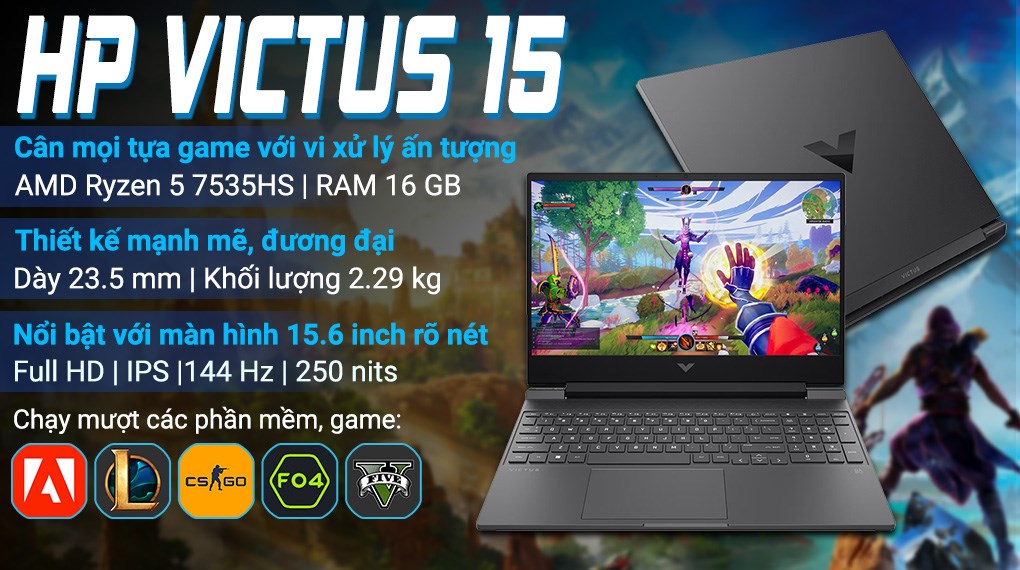 HP VICTUS 15
Cân mọi tựa game với vi xử lý ấn tượng
AMD Ryzen 5 7535HS | RAM 16 GB
Thiết kế mạnh mẽ, đương đại
Dày 23.5 mm | Khối lượng 2.29 kg
Nổi bật với màn hình 15.6 inch rõ nét
Full HD | IPS |144 Hz | 250 nits
Chạy mượt các phần mềm, game:
L
CS GO
FO4
V
FIVE
VICTUS
VICTUS